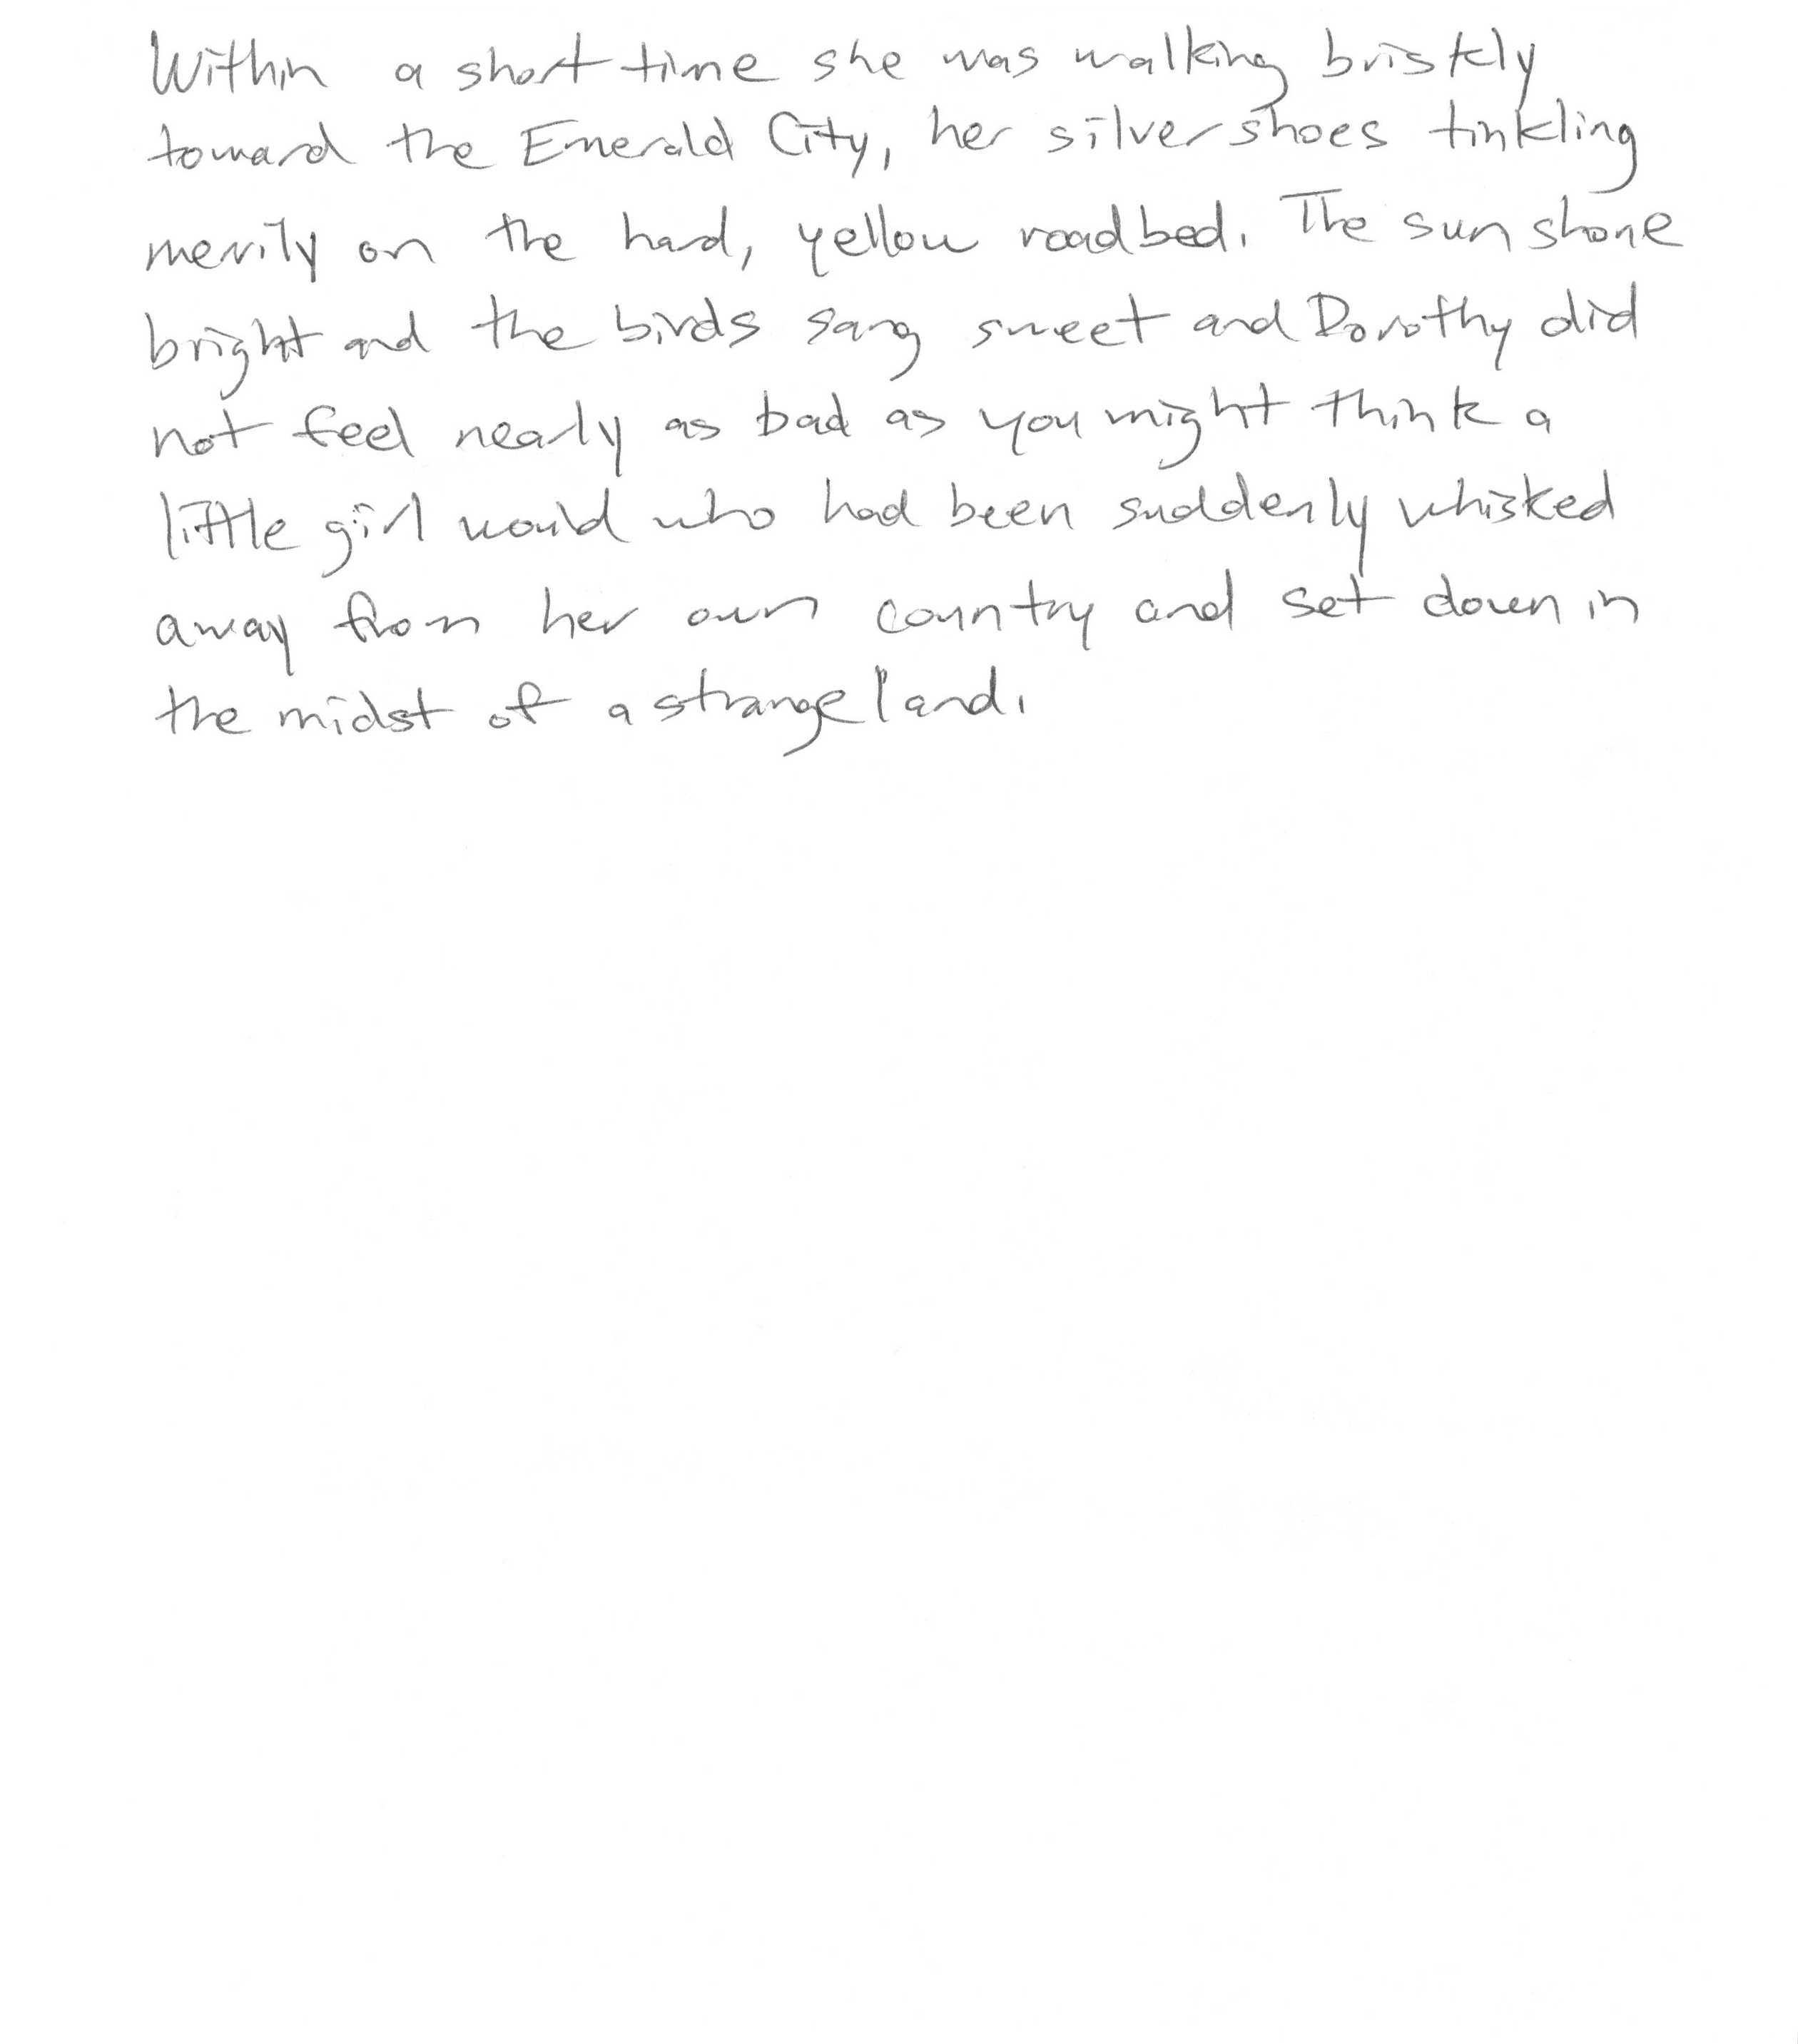 Within a short time she was walking briskly
toward the Emerald City, her silver shoes tinkling
merrily on the hard, yellow roadbed. The sun shone
bright and the birds sang sweet and Dorothy did
not feel nearly as bad as you might think a
little girl would who had been suddenly whisked
away from her own country and set down in
the midst of a strange land.